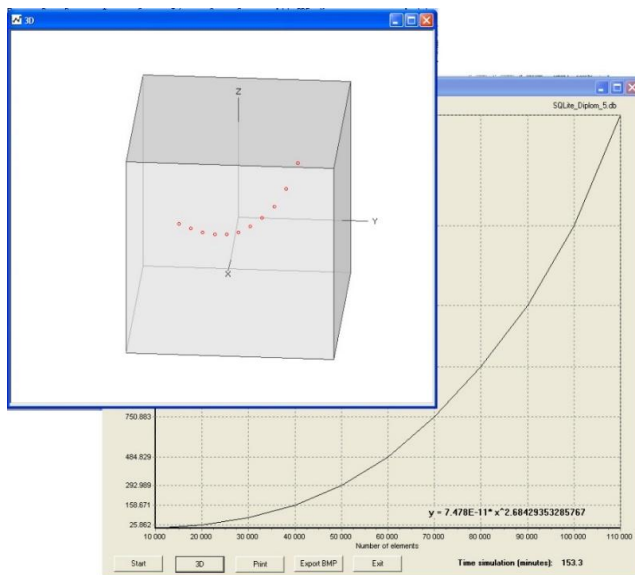 3D
Z
Y
X
SQLite_Diplom_5.db
750.883
484.829
292.989
158.671
25.862
y = 7.478E-11* x^2.68429353285767
10 000 20 000 30 000 40 000 50 000 60 000 70 000 80 000 90 000 100 000 110 000
Number of elements
Start 3D Print Export BMP Exit Time simulation (minutes): 153.3